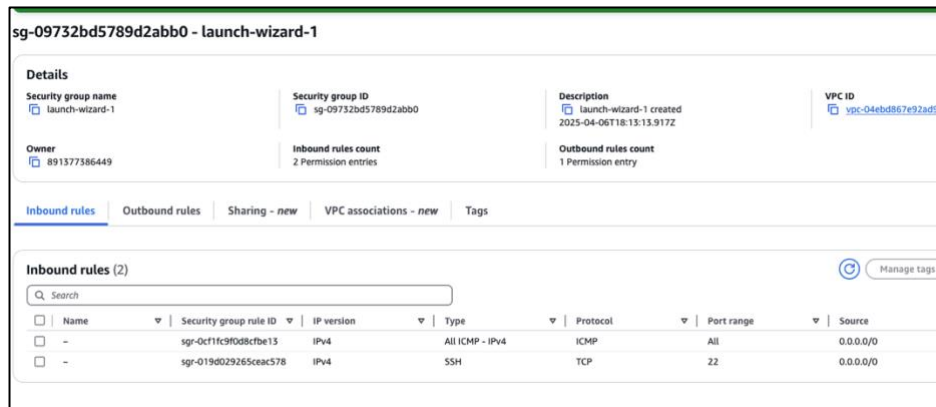 sg-09732bd5789d2abb0 - launch-wizard-1
Details
Security group name
launch-wizard-1
Security group ID
sg-09732bd5789d2abb0
Description
launch-wizard-1 created
2025-04-06T18:13:13.917Z
VPC ID
vpc-04ebd867e92ad9
Owner
891377386449
Inbound rules count
2 Permission entries
Outbound rules count
1 Permission entry
Inbound rules Outbound rules Sharing - new VPC associations - new Tags
Inbound rules (2)
Manage tags
Search
Name Security group rule ID IP version Type Protocol Port range Source
– sgr-0cf1fc9f0d8cfbe13 IPv4 All ICMP - IPv4 ICMP All 0.0.0.0/0
– sgr-019d029265ceac578 IPv4 SSH TCP 22 0.0.0.0/0